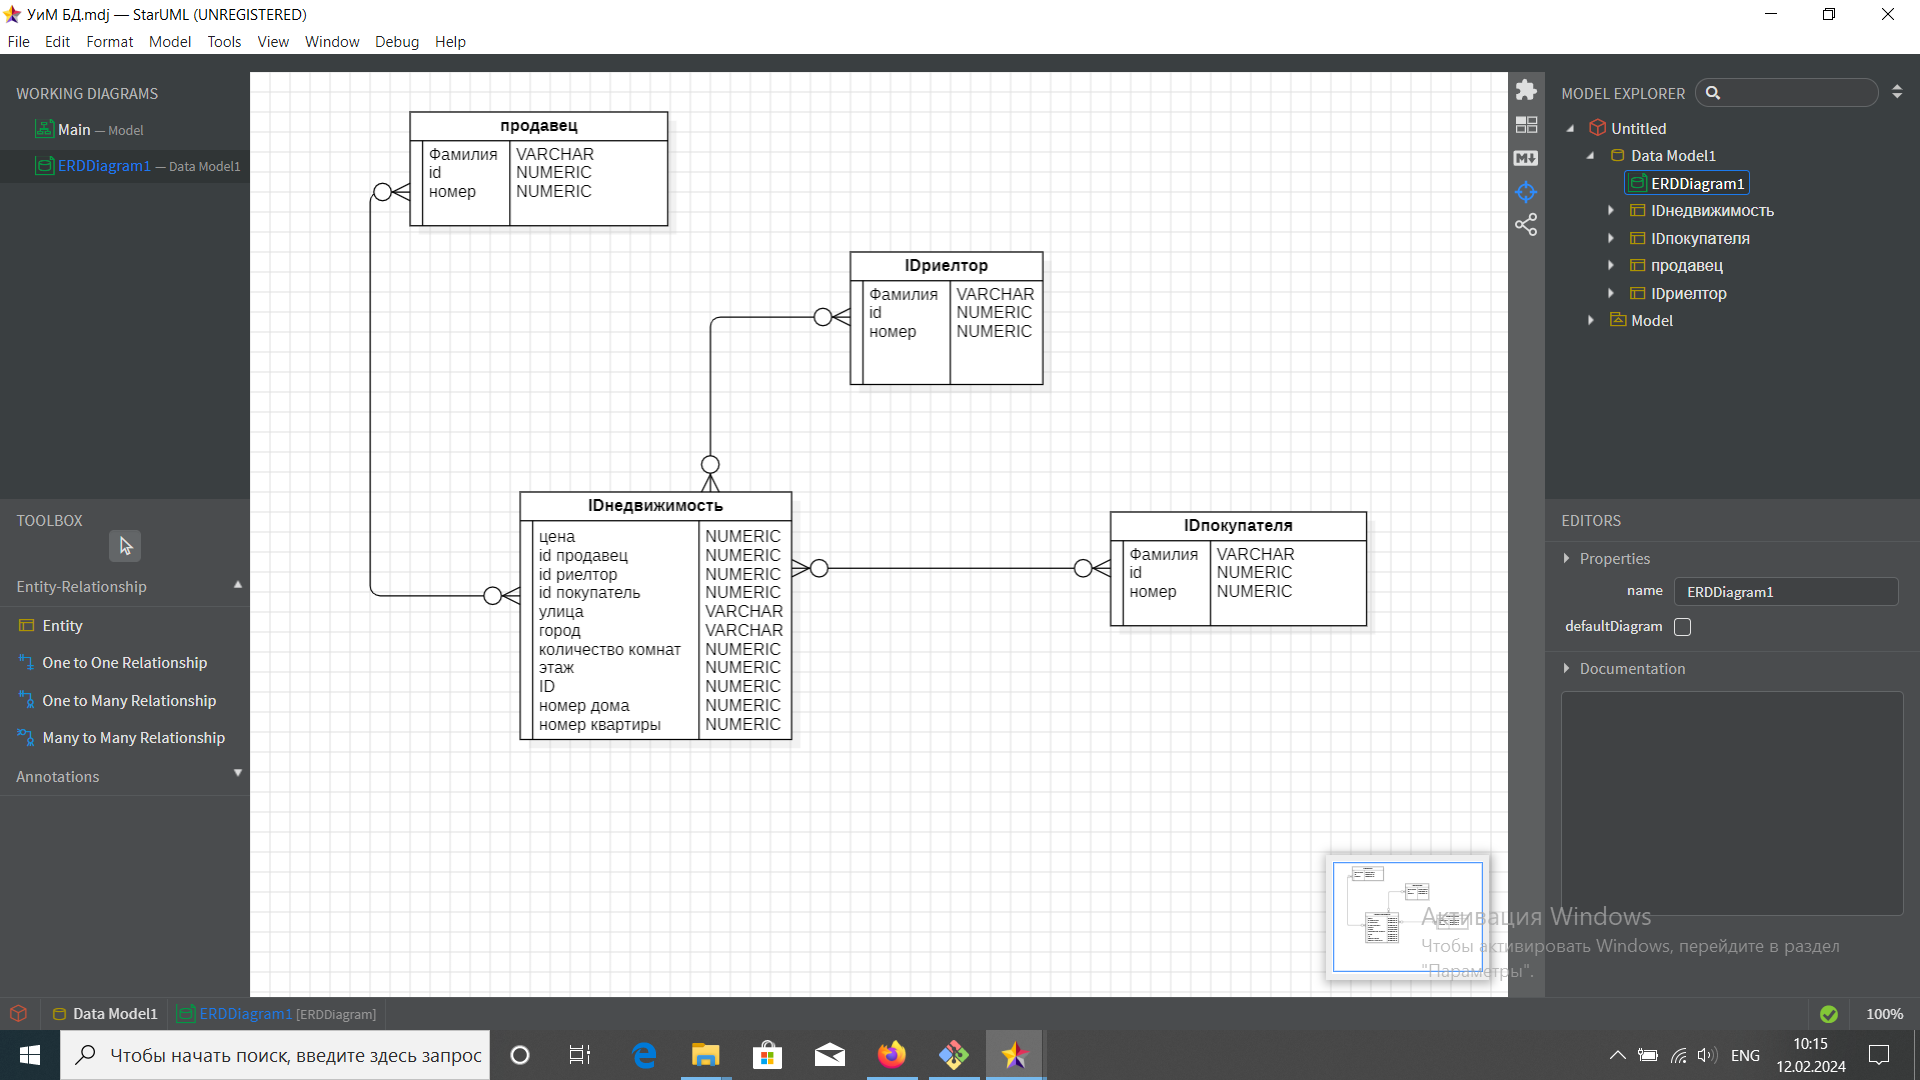 УиМ БД.mdj — StarUML (UNREGISTERED)
File Edit Format Model Tools View Window Debug Help
WORKING DIAGRAMS
Main — Model
ERDDiagram1 — Data Model1
TOOLBOX
Entity-Relationship
Entity
One to One Relationship
One to Many Relationship
Many to Many Relationship
Annotations
продавец
Фамилия VARCHAR
id NUMERIC
номер NUMERIC
IDриелтор
Фамилия VARCHAR
id NUMERIC
номер NUMERIC
IDнедвижимость
цена NUMERIC
id продавец NUMERIC
id риелтор NUMERIC
id покупатель NUMERIC
улица VARCHAR
город VARCHAR
количество комнат NUMERIC
этаж NUMERIC
ID NUMERIC
номер дома NUMERIC
номер квартиры NUMERIC
IDпокупателя
Фамилия VARCHAR
id NUMERIC
номер NUMERIC
MODEL EXPLORER
Untitled
Data Model1
ERDDiagram1
IDнедвижимость
IDпокупателя
продавец
IDриелтор
Model
EDITORS
Properties
name ERDDiagram1
defaultDiagram
Documentation
Активация Windows
Чтобы активировать Windows, перейдите в раздел
"Параметры".
Data Model1 ERDDiagram1 [ERDDiagram]
100%
Чтобы начать поиск, введите здесь запрос
ENG
10:15
12.02.2024